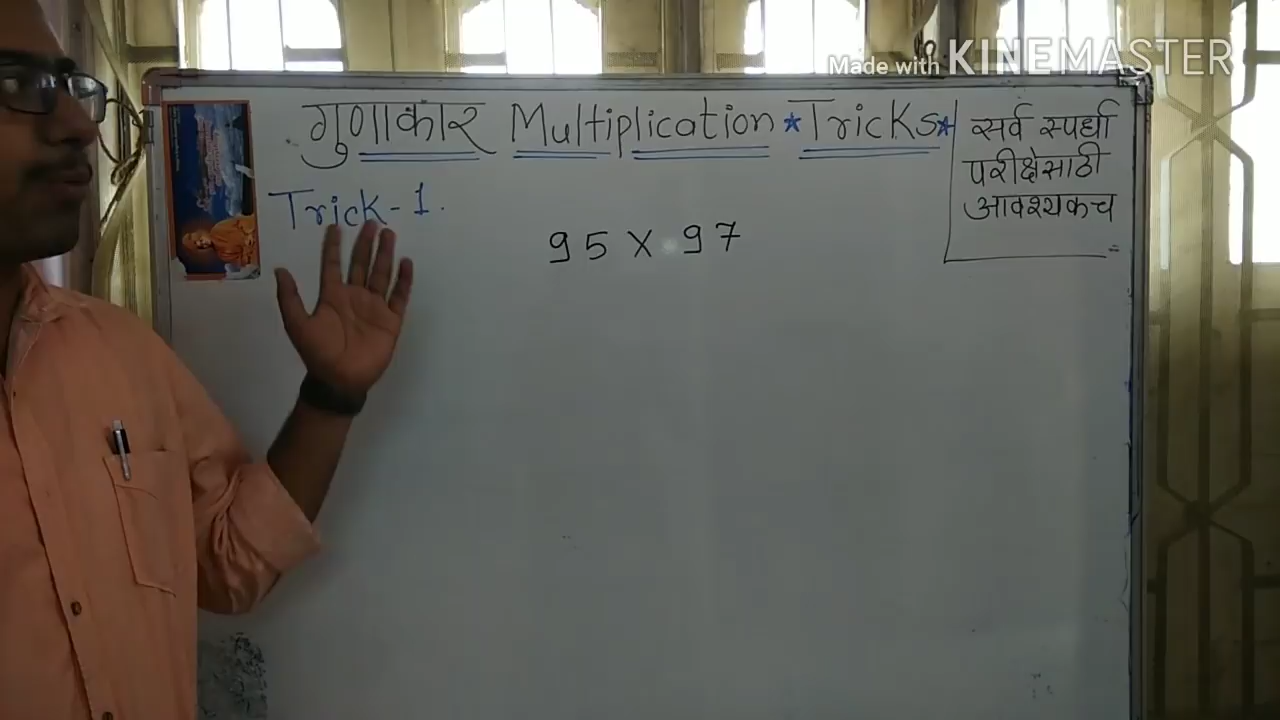 Made with KINEMASTER
गुणाकार Multiplication *Tricks*
सर्व स्पर्धा
परीक्षेसाठी
आवश्यकच
Trick-1.
95 X 97